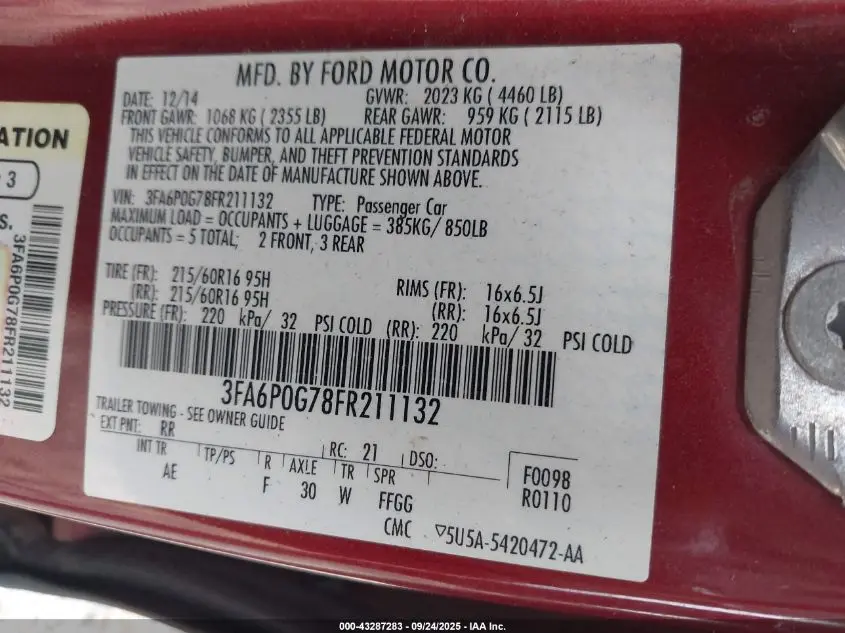 MFD. BY FORD MOTOR CO.
DATE: 12/14 GVWR: 2023 KG ( 4460 LB)
FRONT GAWR: 1068 KG ( 2355 LB) REAR GAWR: 959 KG ( 2115 LB)
THIS VEHICLE CONFORMS TO ALL APPLICABLE FEDERAL MOTOR
VEHICLE SAFETY, BUMPER, AND THEFT PREVENTION STANDARDS
IN EFFECT ON THE DATE OF MANUFACTURE SHOWN ABOVE.
VIN: 3FA6P0G78FR211132 TYPE: Passenger Car
MAXIMUM LOAD = OCCUPANTS + LUGGAGE = 385KG/ 850LB
OCCUPANTS = 5 TOTAL; 2 FRONT, 3 REAR
TIRE (FR): 215/60R16 95H RIMS (FR): 16x6.5J
(RR): 215/60R16 95H (RR): 16x6.5J
PRESSURE (FR): 220 kPa/ 32 PSI COLD (RR): 220 kPa/ 32 PSI COLD
3FA6P0G78FR211132
TRAILER TOWING - SEE OWNER GUIDE
EXT PNT: RR RC: 21 DSO:
INT TR TP/PS R AXLE TR SPR F0098
AE F 30 W FFGG R0110
CMC ▽5U5A-5420472-AA
ATION
3
S.
3FA6P0G78FR211132
000-43287283 - 09/24/2025 - IAA Inc.